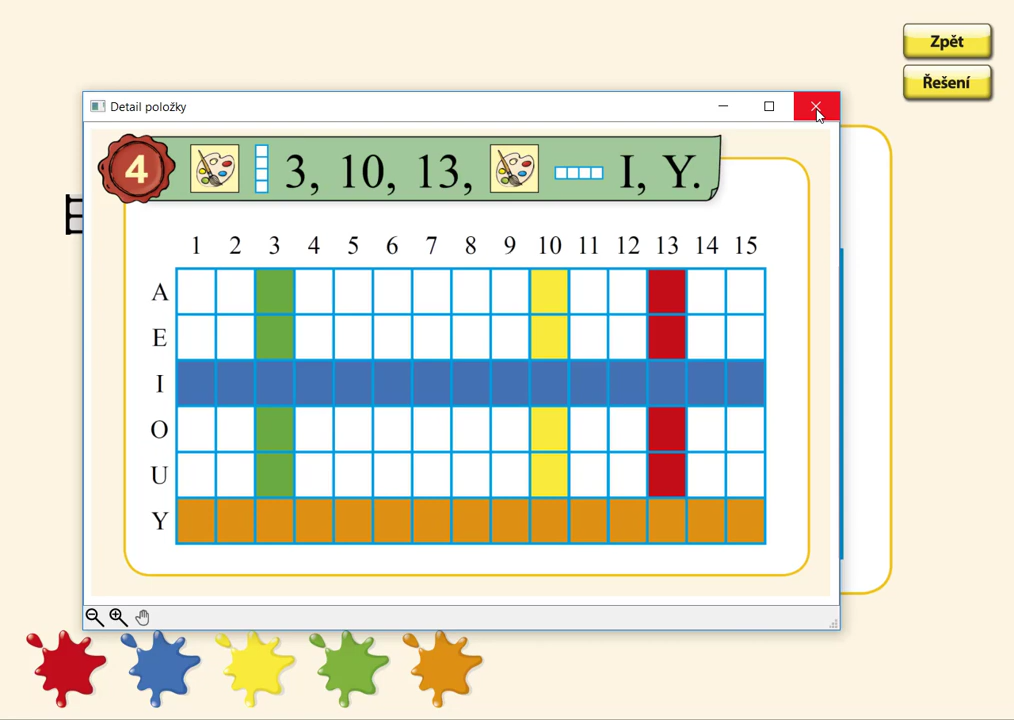 Zpět
Řešení
Detail položky
4 3, 10, 13, I, Y.
1 2 3 4 5 6 7 8 9 10 11 12 13 14 15
A
E
I
O
U
Y